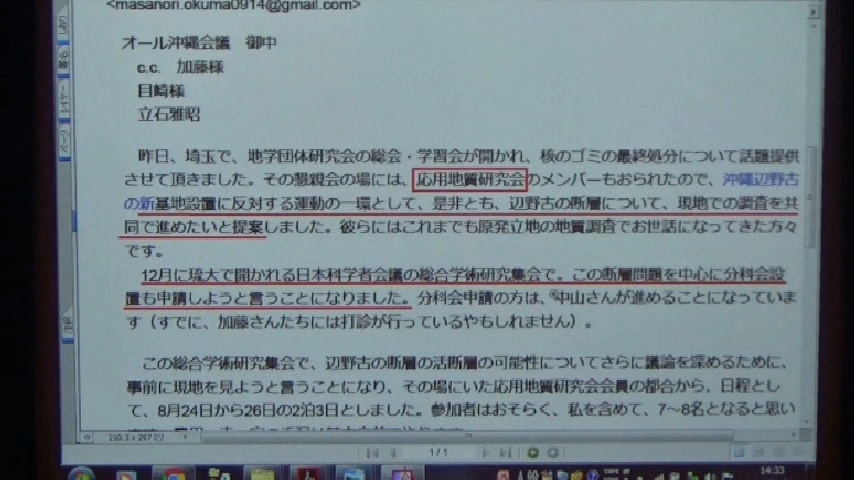 <masanori.okuma0914@gmail.com>
オール沖縄会議　御中
c.c.　加藤様
目崎様
立石雅昭
昨日、埼玉で、地学団体研究会の総会・学習会が開かれ、核のゴミの最終処分について話題提供
させて頂きました。その懇親会の場には、応用地質研究会のメンバーもおられたので、沖縄辺野古
の新基地設置に反対する運動の一環として、是非とも、辺野古の断層について、現地での調査を共
同で進めたいと提案しました。彼らにはこれまでも原発立地の地質調査でお世話になってきた方々
です。
12月に琉大で開かれる日本科学者会議の総合学術研究集会で。この断層問題を中心に分科会設
置も申請しようと言うことになりました。分科会申請の方は、中山さんが進めることになっていま
す（すでに、加藤さんたちには打診が行っているやもしれません）。
この総合学術研究集会で、辺野古の断層の活断層の可能性についてさらに議論を深めるために、
事前に現地を見ようと言うことになり、その場にいた応用地質研究会会員の都合から、日程とし
て、8月24日から26日の2泊3日としました。参加者はおそらく、私を含めて、7～8名となると思い
1/1
14:33